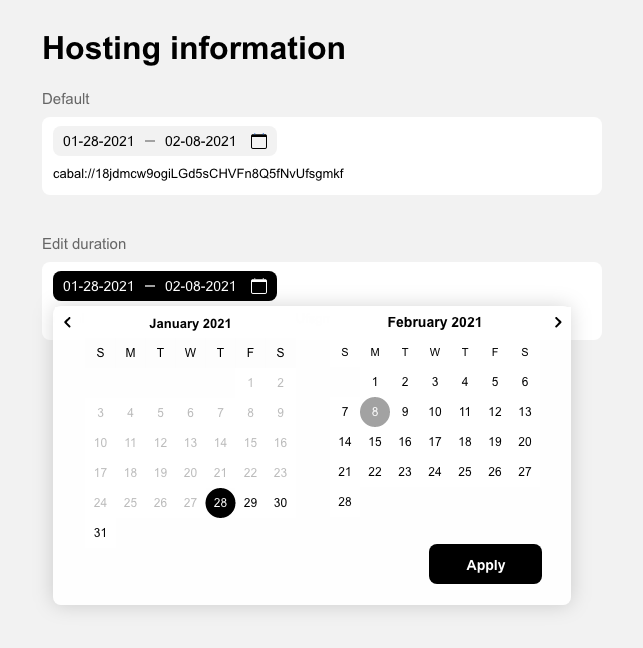 Hosting information
Default
01-28-2021 — 02-08-2021
cabal://18jdmcw9ogiLGd5sCHVFn8Q5fNvUfsgmkf
Edit duration
01-28-2021 — 02-08-2021
January 2021
S M T W T F S
1 2
3 4 5 6 7 8 9
10 11 12 13 14 15 16
17 18 19 20 21 22 23
24 25 26 27 28 29 30
31
February 2021
S M T W T F S
1 2 3 4 5 6
7 8 9 10 11 12 13
14 15 16 17 18 19 20
21 22 23 24 25 26 27
28
Apply